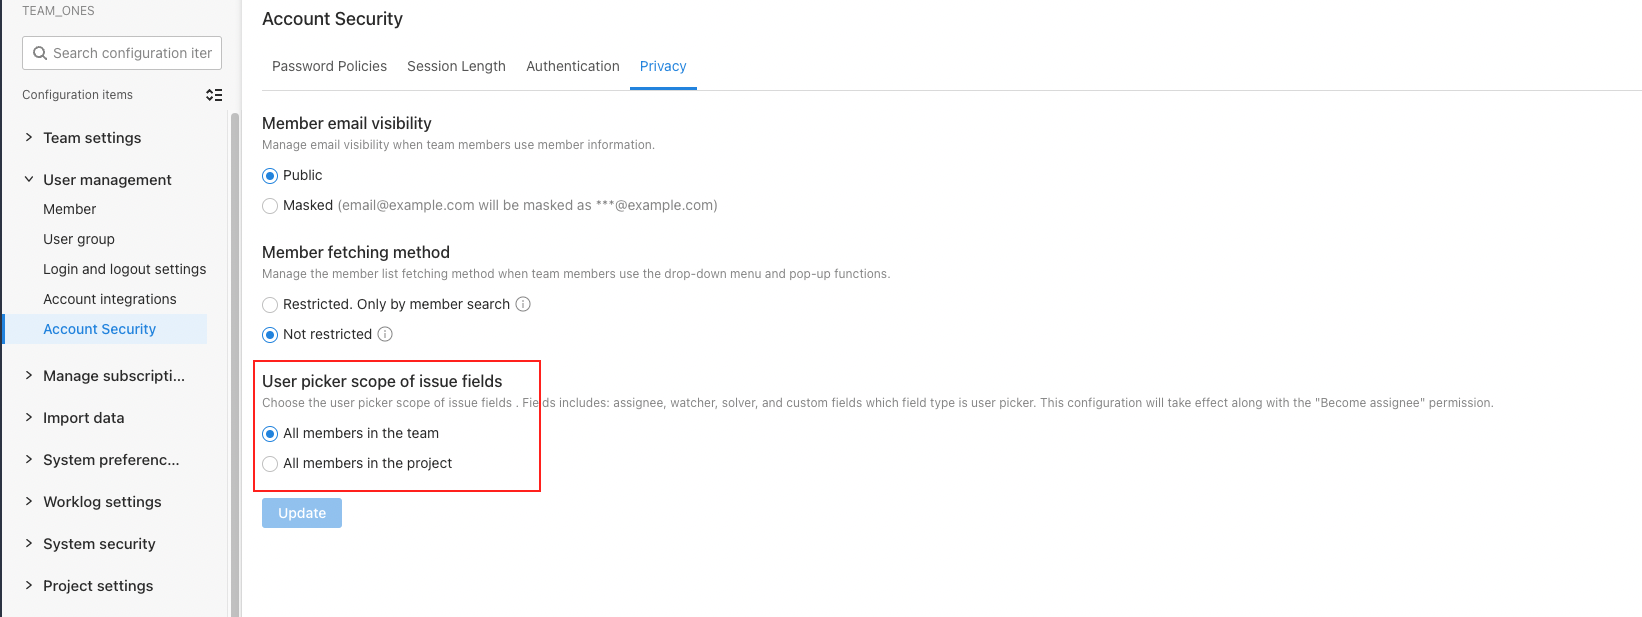 TEAM_ONES
Search configuration iter
Configuration items
Team settings
User management
Member
User group
Login and logout settings
Account integrations
Account Security
Manage subscripti...
Import data
System preferenc...
Worklog settings
System security
Project settings
Account Security
Password Policies Session Length Authentication Privacy
Member email visibility
Manage email visibility when team members use member information.
Public
Masked (email@example.com will be masked as ***@example.com)
Member fetching method
Manage the member list fetching method when team members use the drop-down menu and pop-up functions.
Restricted. Only by member search
Not restricted
User picker scope of issue fields
Choose the user picker scope of issue fields . Fields includes: assignee, watcher, solver, and custom fields which field type is user picker. This configuration will take effect along with the "Become assignee" permission.
All members in the team
All members in the project
Update